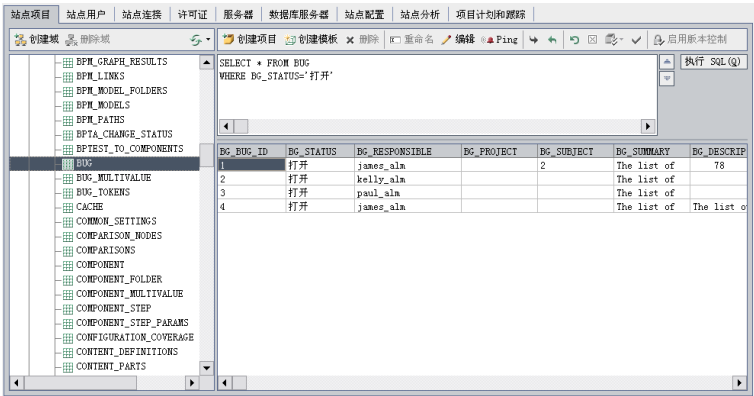 站点项目 站点用户 站点连接 许可证 服务器 数据库服务器 站点配置 站点分析 项目计划和跟踪
创建域 删除域 创建项目 创建模板 删除 重命名 编辑 Ping 启用版本控制
BPM_GRAPH_RESULTS
BPM_LINKS
BPM_MODEL_FOLDERS
BPM_MODELS
BPM_PATHS
BPTA_CHANGE_STATUS
BPTEST_TO_COMPONENTS
BUG
BUG_MULTIVALUE
BUG_TOKENS
CACHE
COMMON_SETTINGS
COMPARISON_NODES
COMPARISONS
COMPONENT
COMPONENT_FOLDER
COMPONENT_MULTIVALUE
COMPONENT_STEP
COMPONENT_STEP_PARAMS
CONFIGURATION_COVERAGE
CONTENT_DEFINITIONS
CONTENT_PARTS
SELECT * FROM BUG
WHERE BG_STATUS='打开'
执行 SQL(Q)
BG_BUG_ID BG_STATUS BG_RESPONSIBLE BG_PROJECT BG_SUBJECT BG_SUMMARY BG_DESCRIP
1 打开 james_alm 2 The list of 78
2 打开 kelly_alm The list of
3 打开 paul_alm The list of
4 打开 james_alm The list of The list o